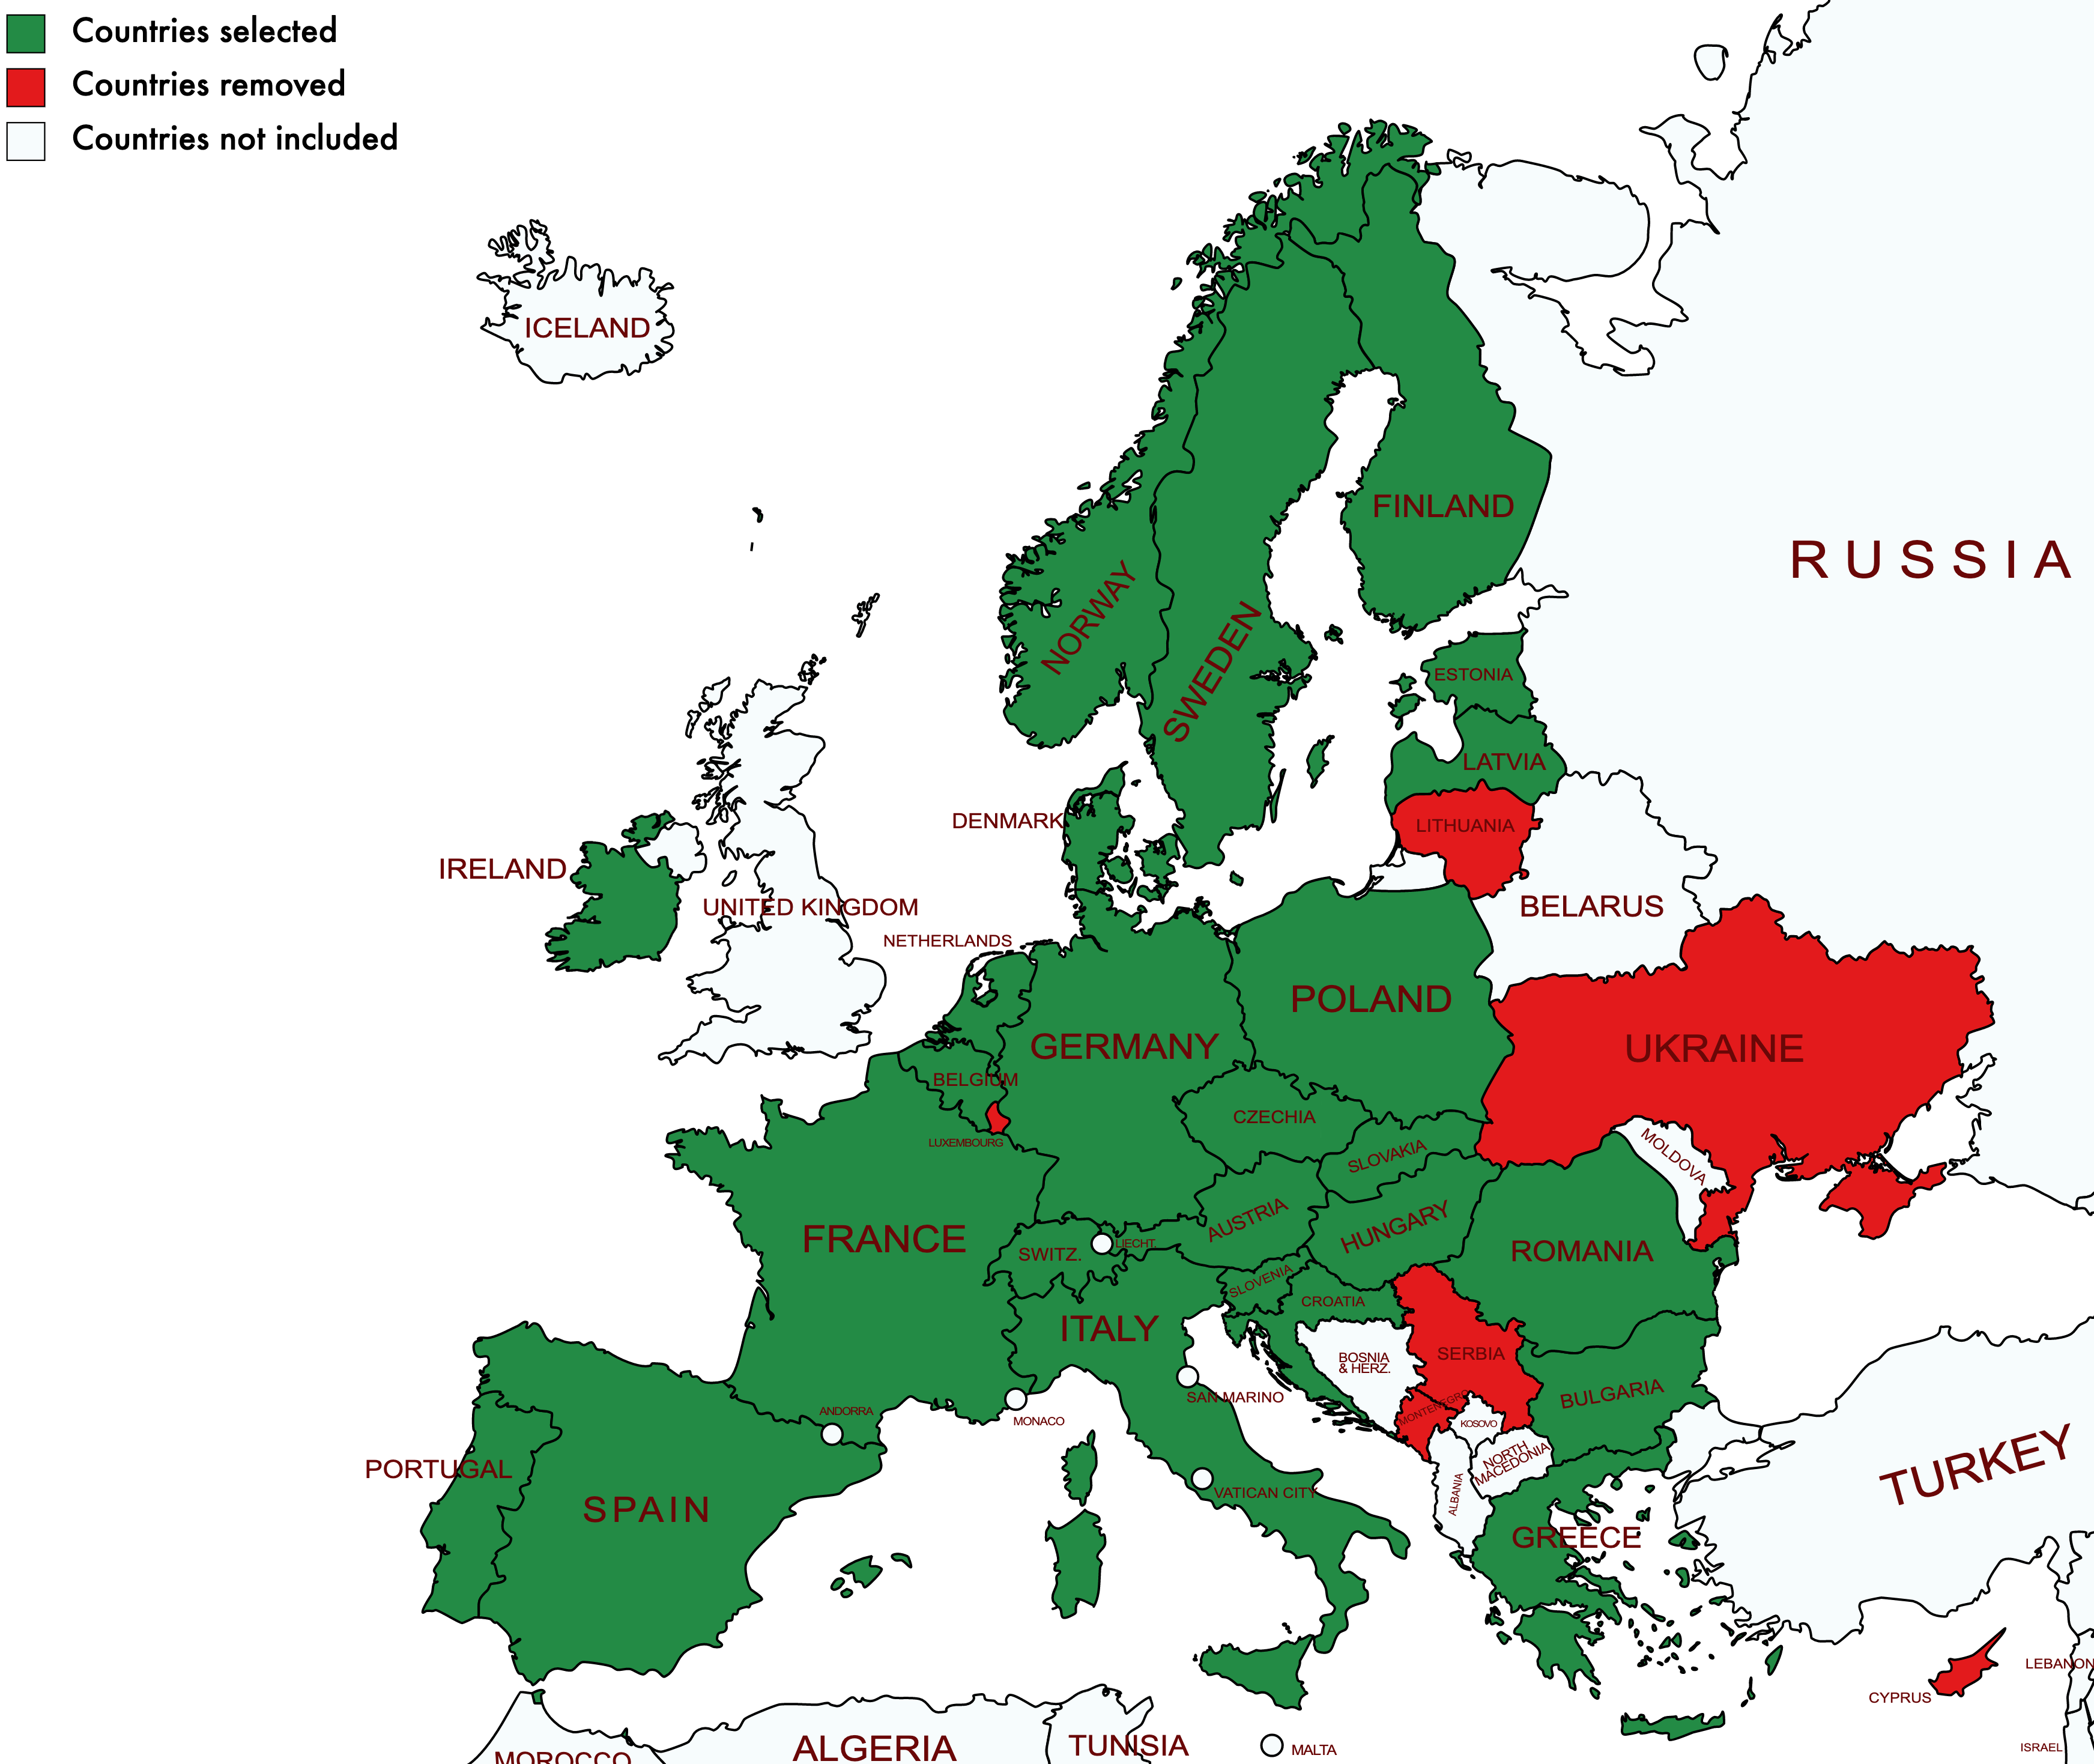 Countries selected
Countries removed
Countries not included
ICELAND
FINLAND
RUSSIA
NORWAY
SWEDEN
ESTONIA
LATVIA
DENMARK
LITHUANIA
IRELAND
UNITED KINGDOM
BELARUS
NETHERLANDS
POLAND
GERMANY
UKRAINE
BELGIUM
CZECHIA
LUXEMBOURG
SLOVAKIA
MOLDOVA
AUSTRIA
HUNGARY
FRANCE
SWITZ.
LIECHT.
ROMANIA
SLOVENIA
CROATIA
ITALY
BOSNIA
& HERZ.
SERBIA
SAN MARINO
MONTENEGRO
BULGARIA
ANDORRA
MONACO
KOSOVO
NORTH
MACEDONIA
PORTUGAL
TURKEY
VATICAN CITY
ALBANIA
SPAIN
GREECE
LEBANON
CYPRUS
MOROCCO
ALGERIA
TUNISIA
MALTA
ISRAEL